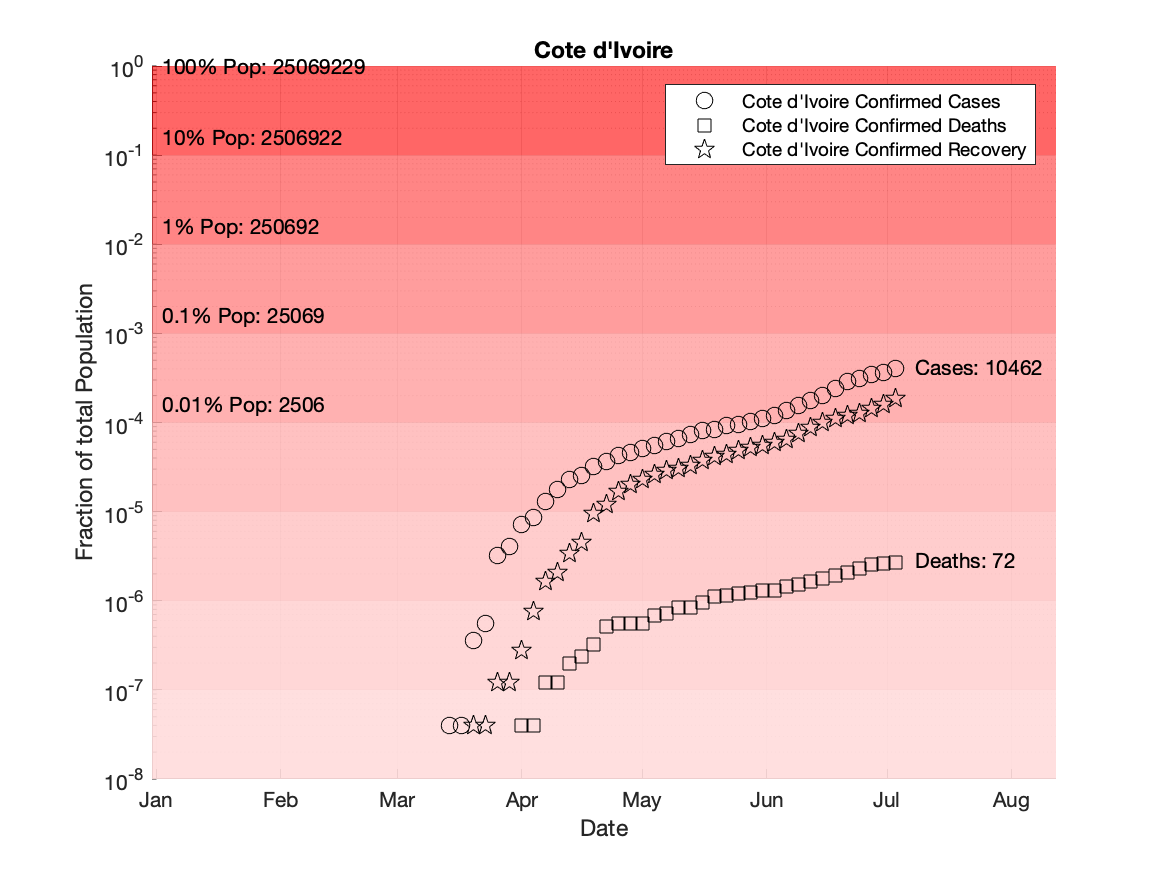 Cote d'Ivoire
10^0
100% Pop: 25069229
Cote d'Ivoire Confirmed Cases
Cote d'Ivoire Confirmed Deaths
Cote d'Ivoire Confirmed Recovery
10% Pop: 2506922
10^-1
1% Pop: 250692
10^-2
0.1% Pop: 25069
10^-3
Cases: 10462
0.01% Pop: 2506
10^-4
10^-5
Deaths: 72
10^-6
10^-7
10^-8
Fraction of total Population
Jan Feb Mar Apr May Jun Jul Aug
Date